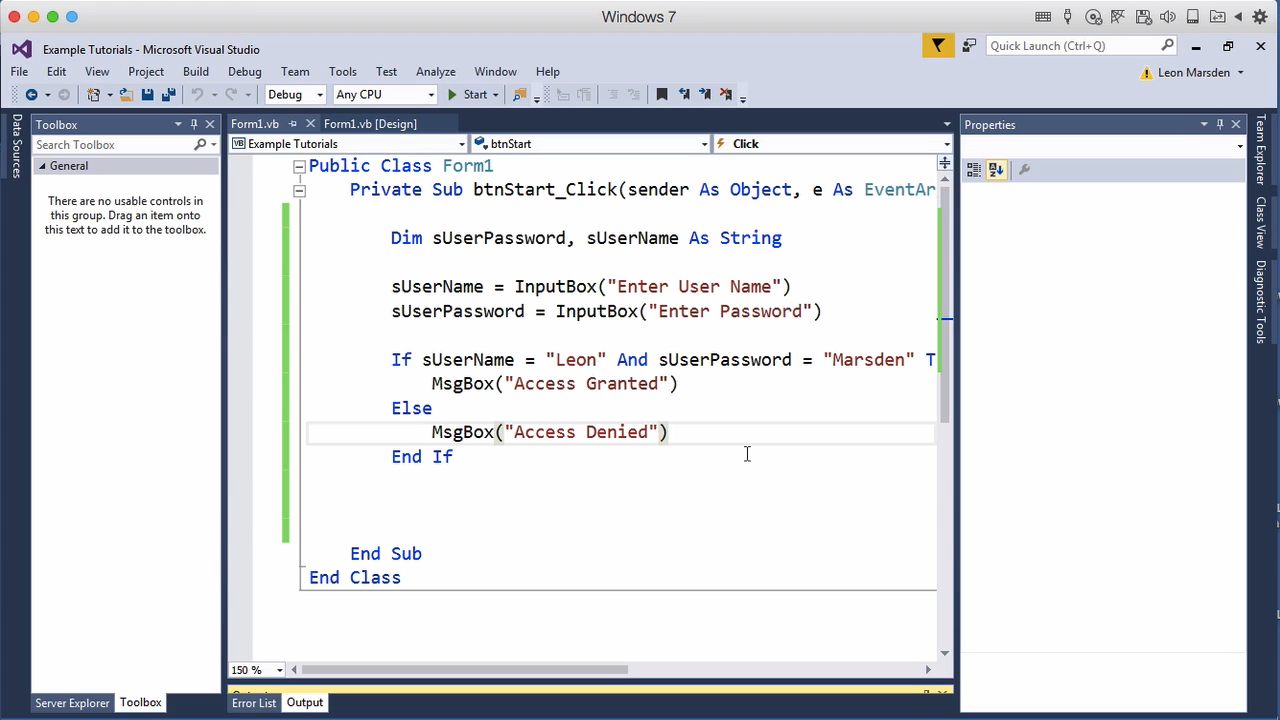 Windows 7
Example Tutorials - Microsoft Visual Studio
Quick Launch (Ctrl+Q)
File Edit View Project Build Debug Team Tools Test Analyze Window Help
Leon Marsden
Debug Any CPU Start
Data Sources
Toolbox
Search Toolbox
General
There are no usable controls in
this group. Drag an item onto
this text to add it to the toolbox.
Form1.vb Form1.vb [Design]
VB Example Tutorials btnStart Click
Public Class Form1
Private Sub btnStart_Click(sender As Object, e As EventAr
Dim sUserPassword, sUserName As String
sUserName = InputBox("Enter User Name")
sUserPassword = InputBox("Enter Password")
If sUserName = "Leon" And sUserPassword = "Marsden" T
MsgBox("Access Granted")
Else
MsgBox("Access Denied")
End If
End Sub
End Class
150 %
Properties
Team Explorer
Class View
Diagnostic Tools
Server Explorer Toolbox
Error List Output